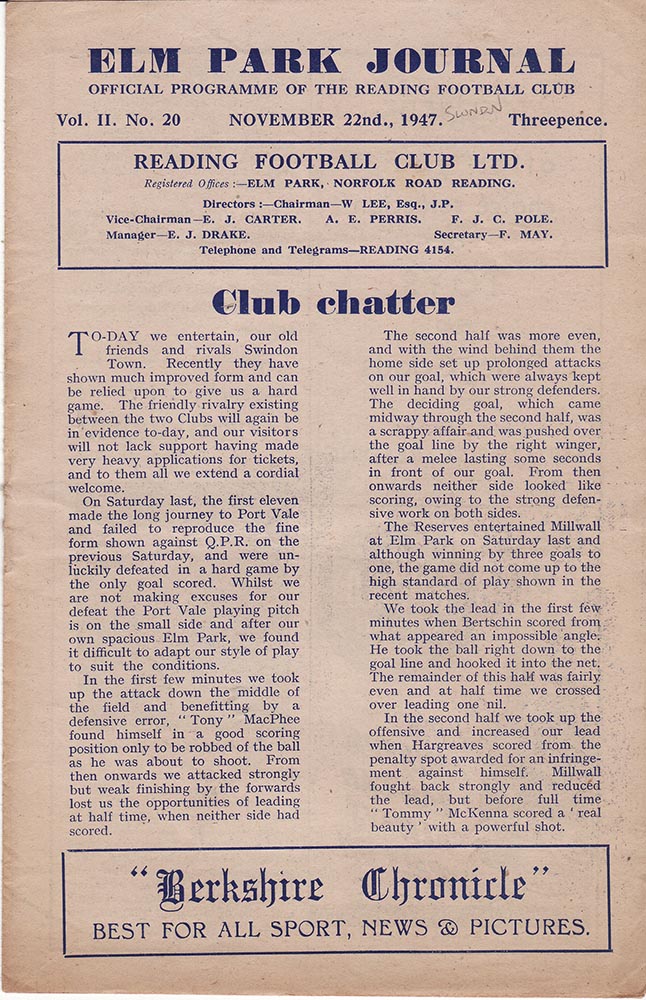 ELM PARK JOURNAL
OFFICIAL PROGRAMME OF THE READING FOOTBALL CLUB
Vol. II. No. 20 NOVEMBER 22nd., 1947. Threepence.
READING FOOTBALL CLUB LTD.
Registered Offices :—ELM PARK, NORFOLK ROAD READING.
Directors :—Chairman—W LEE, Esq., J.P.
Vice-Chairman—E. J. CARTER. A. E. PERRIS. F. J. C. POLE.
Manager—E. J. DRAKE. Secretary—F. MAY.
Telephone and Telegrams—READING 4154.
Club chatter
TO-DAY we entertain, our old
friends and rivals Swindon
Town. Recently they have
shown much improved form and can
be relied upon to give us a hard
game. The friendly rivalry existing
between the two Clubs will again be
in evidence to-day, and our visitors
will not lack support having made
very heavy applications for tickets,
and to them all we extend a cordial
welcome.
On Saturday last, the first eleven
made the long journey to Port Vale
and failed to reproduce the fine
form shown against Q.P.R. on the
previous Saturday, and were un-
luckily defeated in a hard game by
the only goal scored. Whilst we
are not making excuses for our
defeat the Port Vale playing pitch
is on the small side and after our
own spacious Elm Park, we found
it difficult to adapt our style of play
to suit the conditions.
In the first few minutes we took
up the attack down the middle of
the field and benefitting by a
defensive error, "Tony" MacPhee
found himself in a good scoring
position only to be robbed of the ball
as he was about to shoot. From
then onwards we attacked strongly
but weak finishing by the forwards
lost us the opportunities of leading
at half time, when neither side had
scored.
The second half was more even,
and with the wind behind them the
home side set up prolonged attacks
on our goal, which were always kept
well in hand by our strong defenders.
The deciding goal, which came
midway through the second half, was
a scrappy affair and was pushed over
the goal line by the right winger,
after a melee lasting some seconds
in front of our goal. From then
onwards neither side looked like
scoring, owing to the strong defen-
sive work on both sides.
The Reserves entertained Millwall
at Elm Park on Saturday last and
although winning by three goals to
one, the game did not come up to the
high standard of play shown in the
recent matches.
We took the lead in the first few
minutes when Bertschin scored from
what appeared an impossible angle.
He took the ball right down to the
goal line and hooked it into the net.
The remainder of this half was fairly
even and at half time we crossed
over leading one nil.
In the second half we took up the
offensive and increased our lead
when Hargreaves scored from the
penalty spot awarded for an infringe-
ment against himself. Millwall
fought back strongly and reduced
the lead, but before full time
"Tommy" McKenna scored a 'real
beauty' with a powerful shot.
"Berkshire Chronicle"
BEST FOR ALL SPORT, NEWS & PICTURES.